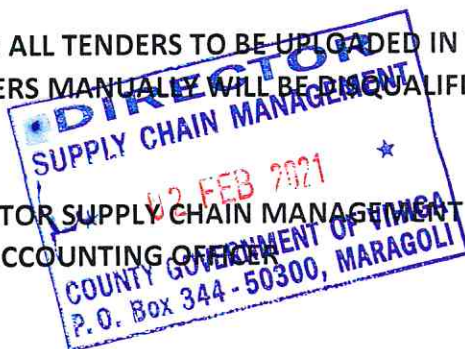 ALL TENDERS TO BE UPLOADED IN
ERS MANUALLY WILL BE DISQUALIF
DIRECTOR
SUPPLY CHAIN MANAGEMENT
02 FEB 2021
TOR SUPPLY CHAIN MANAGEMENT
CCOUNTING OFFICER
COUNTY GOVERNMENT OF VIHIGA
P.O. Box 344 - 50300, MARAGOLI